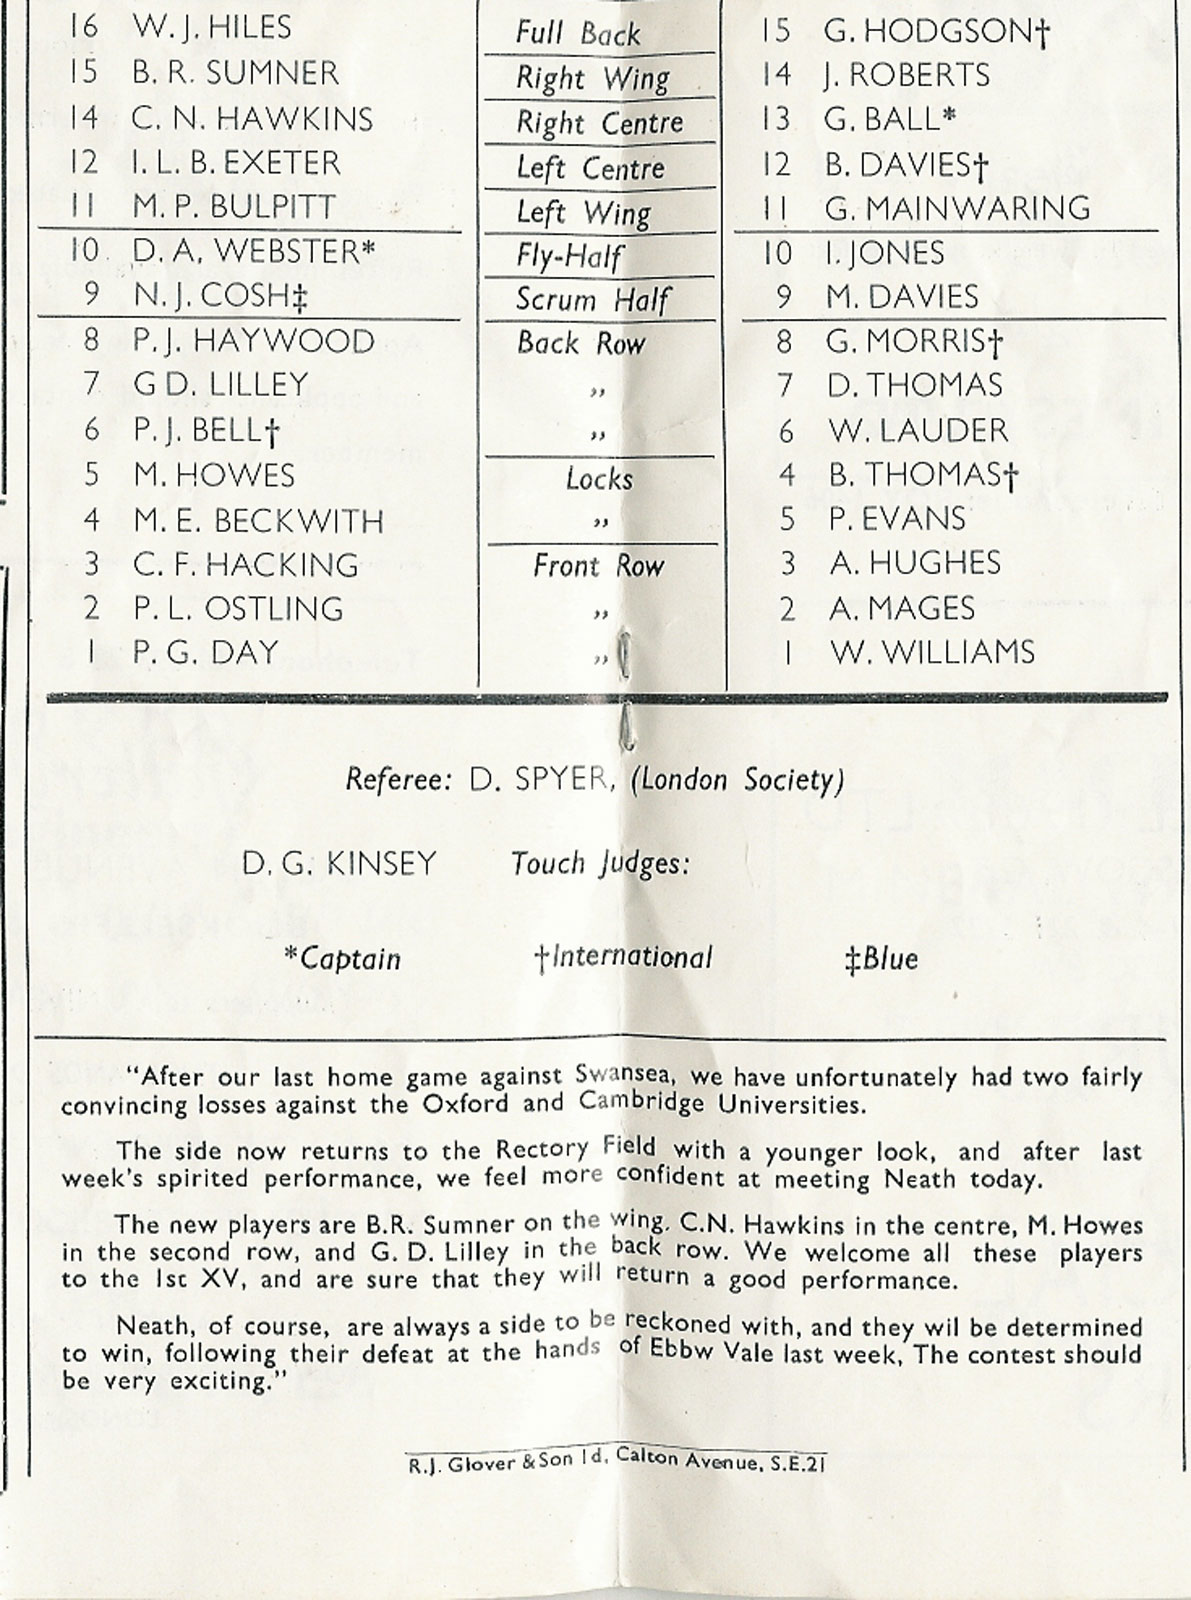 16 W. J. HILES Full Back 15 G. HODGSON†
15 B. R. SUMNER Right Wing 14 J. ROBERTS
14 C. N. HAWKINS Right Centre 13 G. BALL*
12 I. L. B. EXETER Left Centre 12 B. DAVIES†
11 M. P. BULPITT Left Wing 11 G. MAINWARING
10 D. A. WEBSTER* Fly-Half 10 I. JONES
9 N. J. COSH‡ Scrum Half 9 M. DAVIES
8 P. J. HAYWOOD Back Row 8 G. MORRIS†
7 G D. LILLEY ,, 7 D. THOMAS
6 P. J. BELL† ,, 6 W. LAUDER
5 M. HOWES Locks 4 B. THOMAS†
4 M. E. BECKWITH ,, 5 P. EVANS
3 C. F. HACKING Front Row 3 A. HUGHES
2 P. L. OSTLING ,, 2 A. MAGES
1 P. G. DAY ,, 1 W. WILLIAMS
Referee: D. SPYER, (London Society)
D. G. KINSEY Touch Judges:
*Captain †International ‡Blue
"After our last home game against Swansea, we have unfortunately had two fairly
convincing losses against the Oxford and Cambridge Universities.
The side now returns to the Rectory Field with a younger look, and after last
week's spirited performance, we feel more confident at meeting Neath today.
The new players are B.R. Sumner on the wing. C.N. Hawkins in the centre, M. Howes
in the second row, and G. D. Lilley in the back row. We welcome all these players
to the 1st XV, and are sure that they will return a good performance.
Neath, of course, are always a side to be reckoned with, and they wil be determined
to win, following their defeat at the hands of Ebbw Vale last week, The contest should
be very exciting."
R.J. Glover & Son ld. Calton Avenue, S.E.21